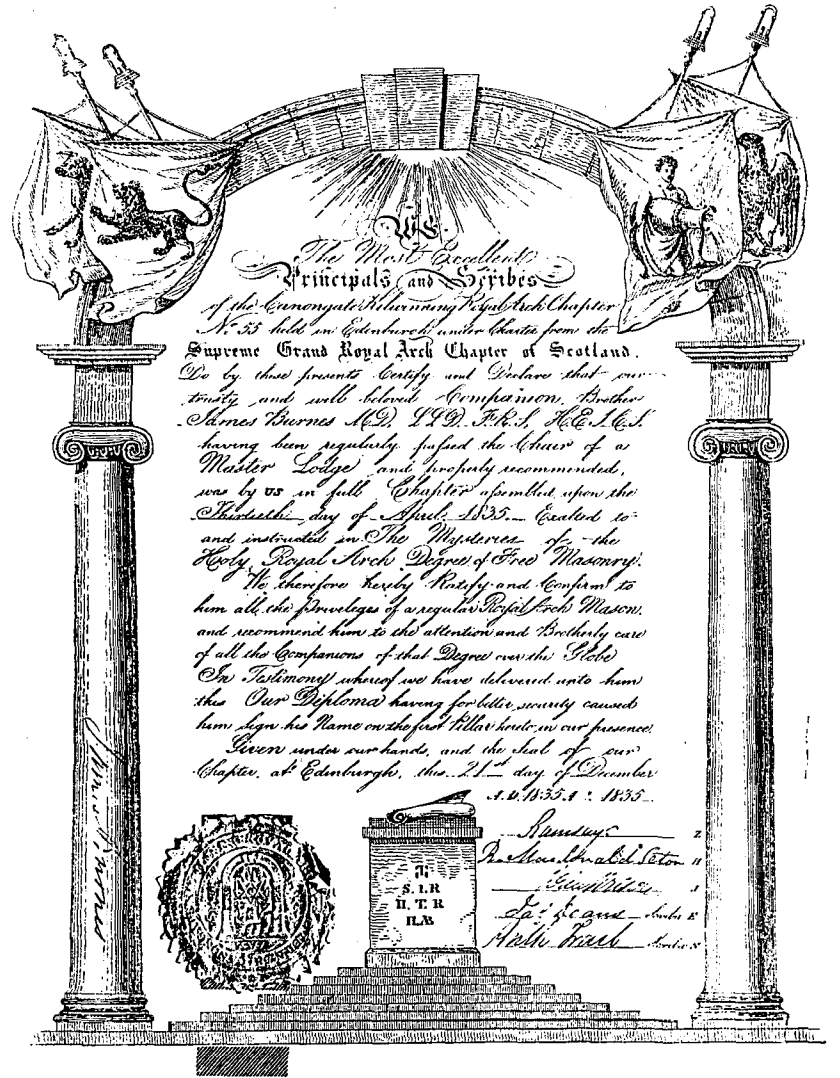 We
The Most Excellent
Principals and Scribes
of the Canongate Kilwinning Royal Arch Chapter
No 55 held in Edinburgh under Charter from the
Supreme Grand Royal Arch Chapter of Scotland.
Do by these presents Certify and Declare that our
trusty and well beloved Companion, Brother
James Burnes M.D. L.L.D. F.R.S. H.E.I.C.S.
having been regularly passed the Chair of a
Master Lodge and properly recommended,
was by us in full Chapter assembled upon the
Thirtieth day of April 1835 Exalted to
and instructed in The Mysteries of the
Holy Royal Arch Degree of Free Masonry.
We therefore hereby Ratify and Confirm to
him all the privileges of a regular Royal Arch Mason.
and recommend him to the attention and Brotherly care
of all the Companions of that Degree over the Globe
In Testimony whereof we have delivered unto him
this Our Diploma having for better security caused
him sign his Name on the first Pillar hereto in our presence.
Given under our hands, and the Seal of our
Chapter, at Edinburgh, this 21st day of December
A.D. 1835
Ramsay Z
R. Macdonald Seton H
J
Scribe E
Scribe N
S. I. R
H. T. R
James Burnes